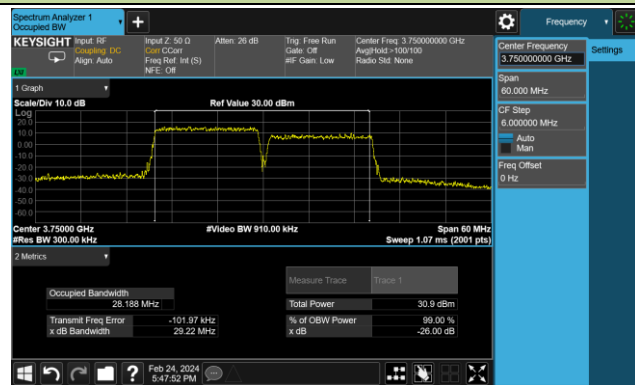 Spectrum Analyzer 1
Occupied BW
Frequency
KEYSIGHT
Input: RF
Coupling: DC
Align: Auto
Input Z: 50 Ω
Corr CCorr
Freq Ref: Int (S)
NFE: Off
Atten: 26 dB
Trig: Free Run
Gate: Off
#IF Gain: Low
Center Freq: 3.750000000 GHz
Avg|Hold:>100/100
Radio Std: None
Center Frequency
3.750000000 GHz
Settings
Span
60.000 MHz
CF Step
6.000000 MHz
Auto
Man
Freq Offset
0 Hz
1 Graph
Scale/Div 10.0 dB
Ref Value 30.00 dBm
Log
20.0
10.0
0.00
-10.0
-20.0
-30.0
-40.0
-50.0
-60.0
Center 3.75000 GHz
#Video BW 910.00 kHz
Span 60 MHz
#Res BW 300.00 kHz
Sweep 1.07 ms (2001 pts)
2 Metrics
Measure Trace
Trace 1
Occupied Bandwidth
28.188 MHz
Total Power
30.9 dBm
Transmit Freq Error
-101.97 kHz
% of OBW Power
99.00 %
x dB Bandwidth
29.22 MHz
x dB
-26.00 dB
?
Feb 24, 2024
5:47:52 PM